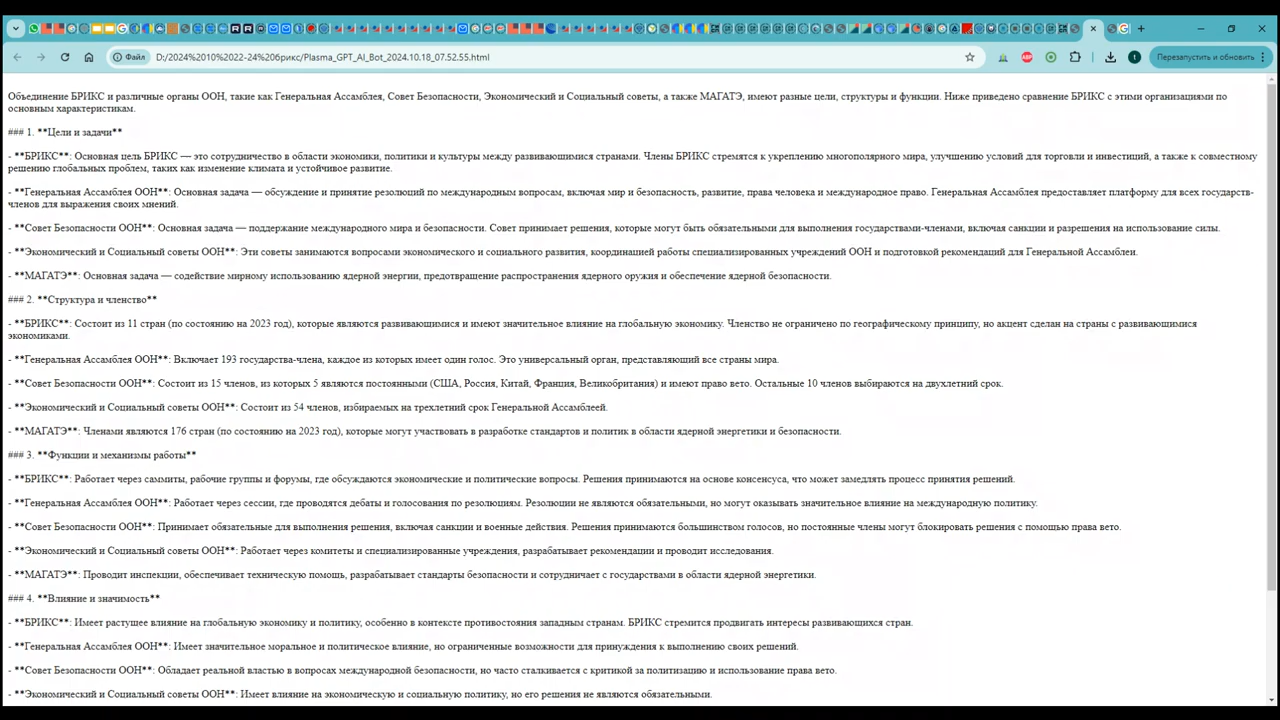 Файл
D:/2024%2010%2022-24%206рикс/Plasma_GPT_AI_Bot_2024.10.18_07.52.55.html
ABP
t
Перезапустить и обновить
Объединение БРИКС и различные органы ООН, такие как Генеральная Ассамблея, Совет Безопасности, Экономический и Социальный советы, а также МАГАТЭ, имеют разные цели, структуры и функции. Ниже приведено сравнение БРИКС с этими организациями по
основным характеристикам.
### 1. **Цели и задачи**
- **БРИКС**: Основная цель БРИКС — это сотрудничество в области экономики, политики и культуры между развивающимися странами. Члены БРИКС стремятся к укреплению многополярного мира, улучшению условий для торговли и инвестиций, а также к совместному
решению глобальных проблем, таких как изменение климата и устойчивое развитие.
- **Генеральная Ассамблея ООН**: Основная задача — обсуждение и принятие резолюций по международным вопросам, включая мир и безопасность, развитие, права человека и международное право. Генеральная Ассамблея предоставляет платформу для всех государств-
членов для выражения своих мнений.
- **Совет Безопасности ООН**: Основная задача — поддержание международного мира и безопасности. Совет принимает решения, которые могут быть обязательными для выполнения государствами-членами, включая санкции и разрешения на использование силы.
- **Экономический и Социальный советы ООН**: Эти советы занимаются вопросами экономического и социального развития, координацией работы специализированных учреждений ООН и подготовкой рекомендаций для Генеральной Ассамблеи.
- **МАГАТЭ**: Основная задача — содействие мирному использованию ядерной энергии, предотвращение распространения ядерного оружия и обеспечение ядерной безопасности.
### 2. **Структура и членство**
- **БРИКС**: Состоит из 11 стран (по состоянию на 2023 год), которые являются развивающимися и имеют значительное влияние на глобальную экономику. Членство не ограничено по географическому принципу, но акцент сделан на страны с развивающимися
экономиками.
- **Генеральная Ассамблея ООН**: Включает 193 государства-члена, каждое из которых имеет один голос. Это универсальный орган, представляющий все страны мира.
- **Совет Безопасности ООН**: Состоит из 15 членов, из которых 5 являются постоянными (США, Россия, Китай, Франция, Великобритания) и имеют право вето. Остальные 10 членов выбираются на двухлетний срок.
- **Экономический и Социальный советы ООН**: Состоит из 54 членов, избираемых на трехлетний срок Генеральной Ассамблеей.
- **МАГАТЭ**: Членами являются 176 стран (по состоянию на 2023 год), которые могут участвовать в разработке стандартов и политик в области ядерной энергетики и безопасности.
### 3. **Функции и механизмы работы**
- **БРИКС**: Работает через саммиты, рабочие группы и форумы, где обсуждаются экономические и политические вопросы. Решения принимаются на основе консенсуса, что может замедлять процесс принятия решений.
- **Генеральная Ассамблея ООН**: Работает через сессии, где проводятся дебаты и голосования по резолюциям. Резолюции не являются обязательными, но могут оказывать значительное влияние на международную политику.
- **Совет Безопасности ООН**: Принимает обязательные для выполнения решения, включая санкции и военные действия. Решения принимаются большинством голосов, но постоянные члены могут блокировать решения с помощью права вето.
- **Экономический и Социальный советы ООН**: Работает через комитеты и специализированные учреждения, разрабатывает рекомендации и проводит исследования.
- **МАГАТЭ**: Проводит инспекции, обеспечивает техническую помощь, разрабатывает стандарты безопасности и сотрудничает с государствами в области ядерной энергетики.
### 4. **Влияние и значимость**
- **БРИКС**: Имеет растущее влияние на глобальную экономику и политику, особенно в контексте противостояния западным странам. БРИКС стремится продвигать интересы развивающихся стран.
- **Генеральная Ассамблея ООН**: Имеет значительное моральное и политическое влияние, но ограниченные возможности для принуждения к выполнению своих решений.
- **Совет Безопасности ООН**: Обладает реальной властью в вопросах международной безопасности, но часто сталкивается с критикой за политизацию и использование права вето.
- **Экономический и Социальный советы ООН**: Имеет влияние на экономическую и социальную политику, но его решения не являются обязательными.